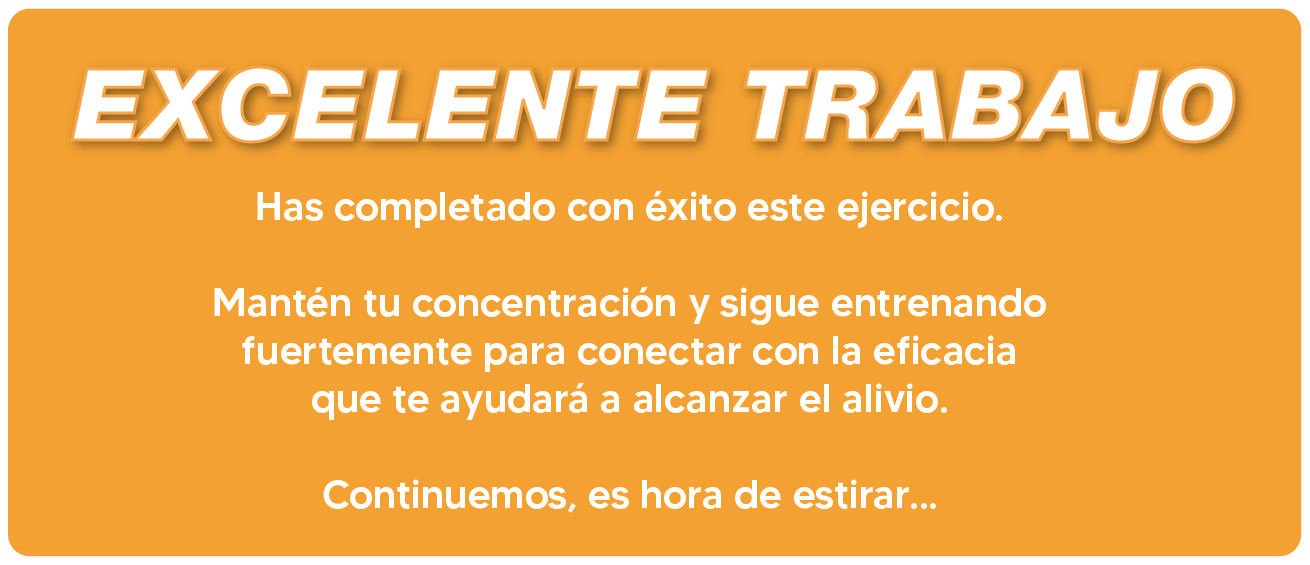 EXCELENTE TRABAJO
Has completado con éxito este ejercicio.
Mantén tu concentración y sigue entrenando
fuertemente para conectar con la eficacia
que te ayudará a alcanzar el alivio.
Continuemos, es hora de estirar...